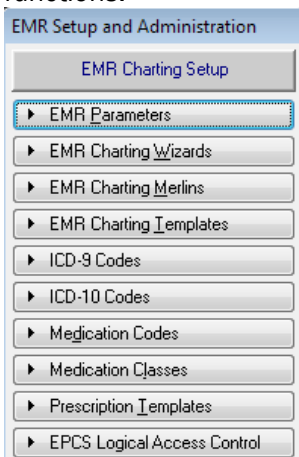 functions.
EMR Setup and Administration
EMR Charting Setup
EMR Parameters
EMR Charting Wizards
EMR Charting Merlins
EMR Charting Templates
ICD-9 Codes
ICD-10 Codes
Medication Codes
Medication Classes
Prescription Templates
EPCS Logical Access Control